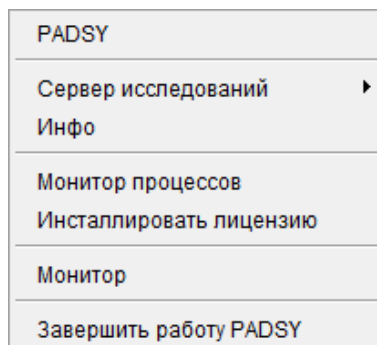 PADSY
Сервер исследований
Инфо
Монитор процессов
Инсталлировать лицензию
Монитор
Завершить работу PADSY